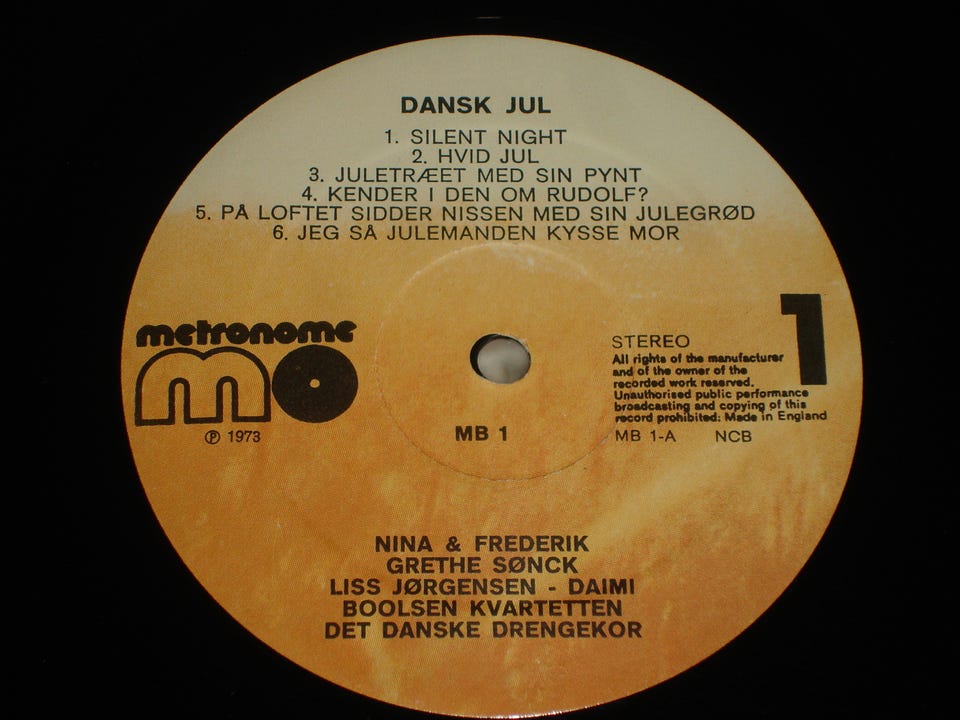 DANSK JUL
1. SILENT NIGHT
2. HVID JUL
3. JULETRÆET MED SIN PYNT
4. KENDER I DEN OM RUDOLF?
5. PÅ LOFTET SIDDER NISSEN MED SIN JULEGRØD
6. JEG SÅ JULEMANDEN KYSSE MOR
metronome
mo
℗ 1973
MB 1
1
STEREO
All rights of the manufacturer
and of the owner of the
recorded work reserved.
Unauthorised public performance
broadcasting and copying of this
record prohibited: Made in England
MB 1-A NCB
NINA & FREDERIK
GRETHE SØNCK
LISS JØRGENSEN - DAIMI
BOOLSEN KVARTETTEN
DET DANSKE DRENGEKOR